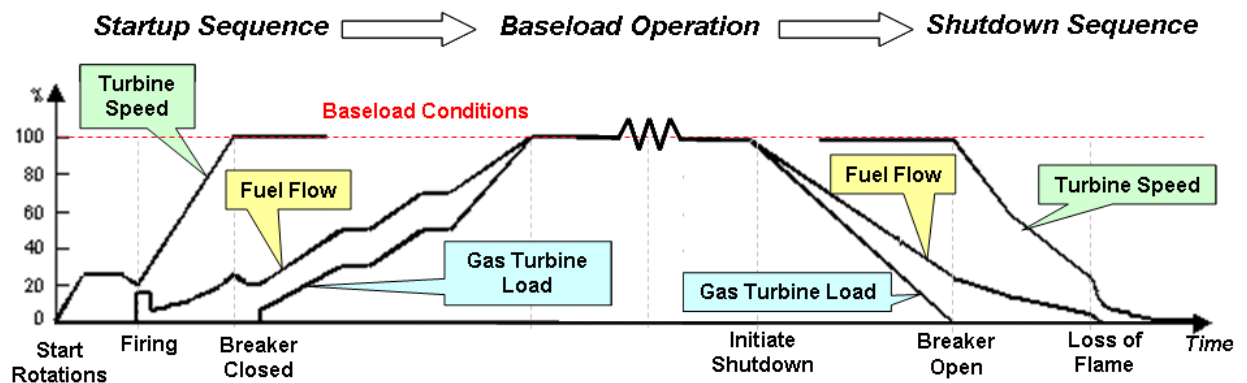 Startup Sequence
Baseload Operation
Shutdown Sequence
%
Turbine
Speed
Baseload Conditions
100
80
60
40
20
0
Fuel Flow
Gas Turbine
Load
Fuel Flow
Turbine Speed
Gas Turbine Load
Start
Rotations
Firing
Breaker
Closed
Initiate
Shutdown
Breaker
Open
Loss of
Flame
Time